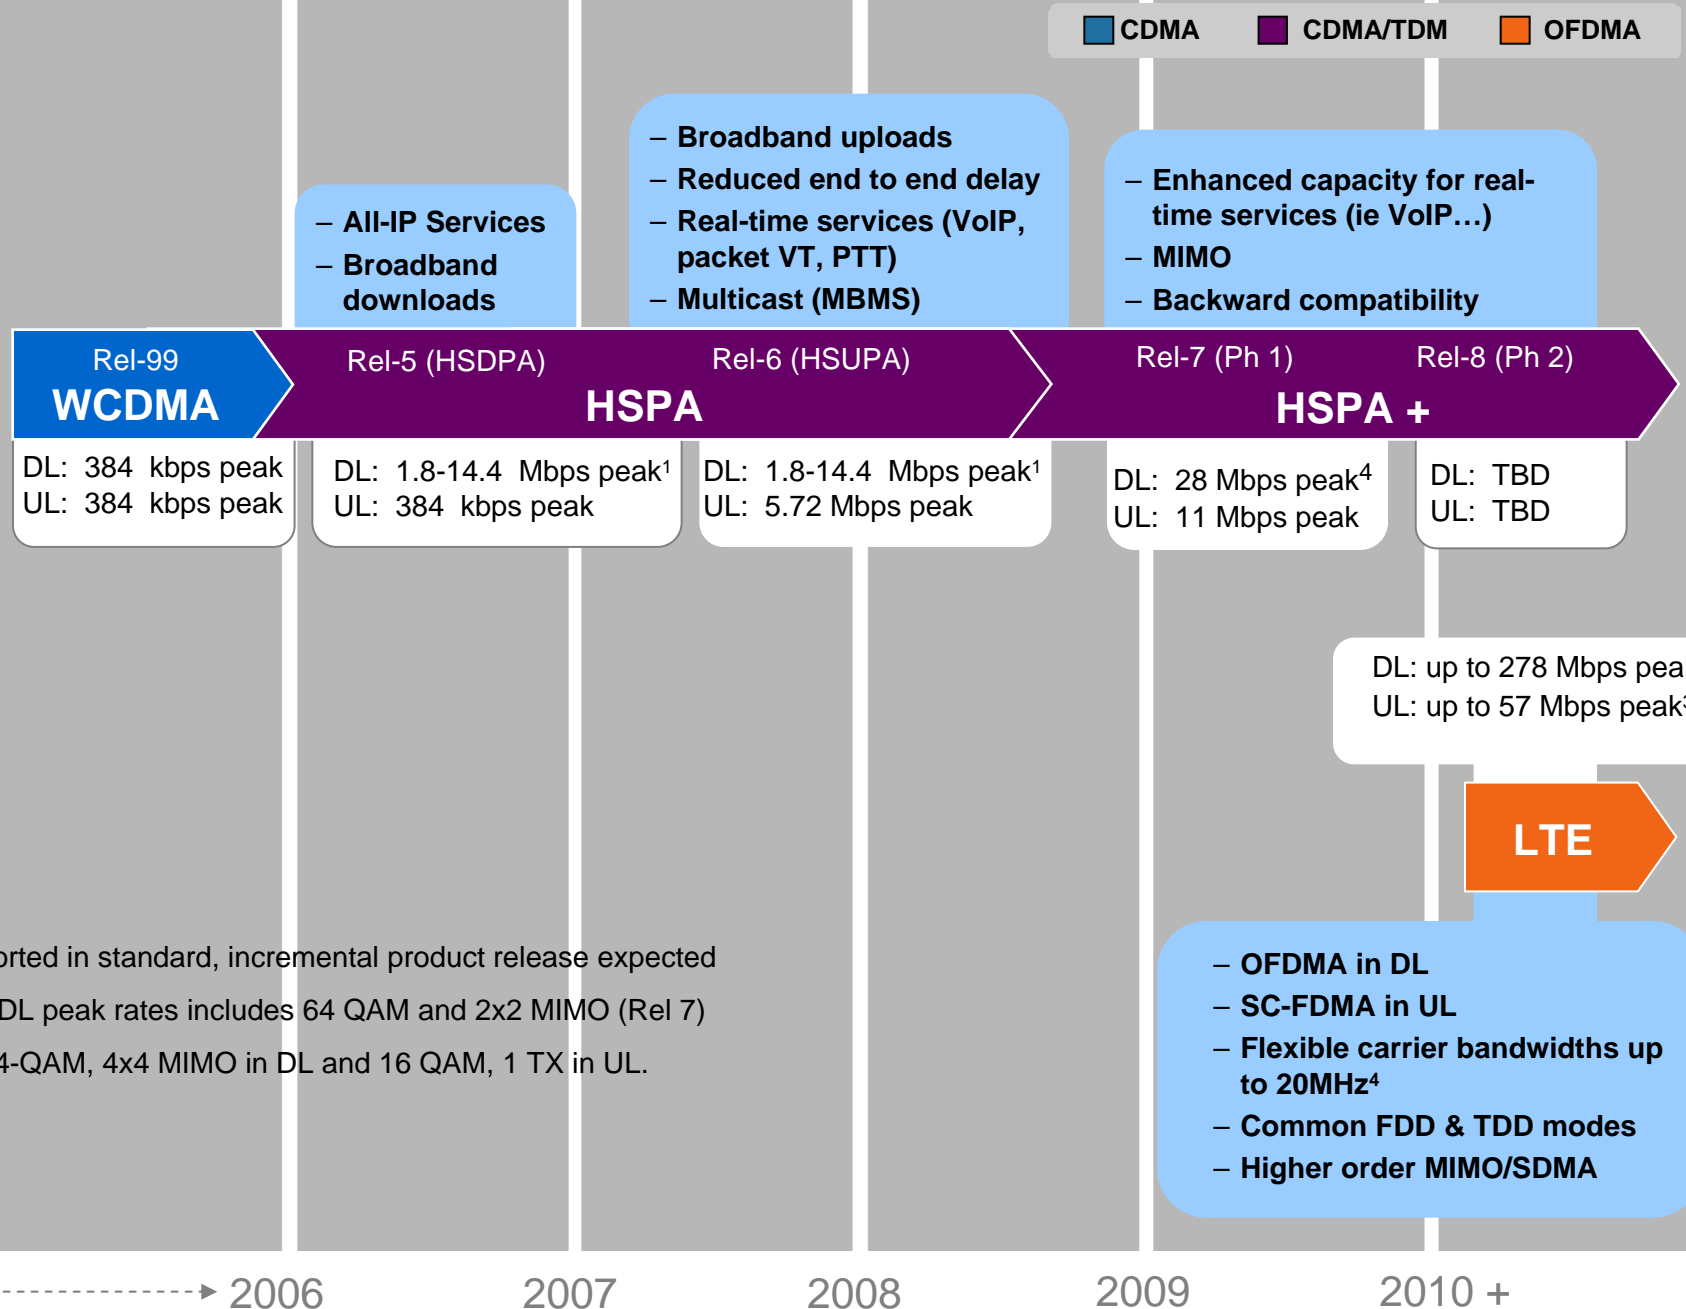 CDMA CDMA/TDM OFDMA
– All-IP Services
– Broadband
downloads
– Broadband uploads
– Reduced end to end delay
– Real-time services (VoIP,
packet VT, PTT)
– Multicast (MBMS)
– Enhanced capacity for real-
time services (ie VoIP…)
– MIMO
– Backward compatibility
Rel-99
WCDMA
Rel-5 (HSDPA) Rel-6 (HSUPA)
HSPA
Rel-7 (Ph 1) Rel-8 (Ph 2)
HSPA +
DL: 384 kbps peak
UL: 384 kbps peak
DL: 1.8-14.4 Mbps peak¹
UL: 384 kbps peak
DL: 1.8-14.4 Mbps peak¹
UL: 5.72 Mbps peak
DL: 28 Mbps peak⁴
UL: 11 Mbps peak
DL: TBD
UL: TBD
DL: up to 278 Mbps
UL: up to 57 Mbps peak
LTE
– OFDMA in DL
– SC-FDMA in UL
– Flexible carrier bandwidths up
to 20MHz⁴
– Common FDD & TDD modes
– Higher order MIMO/SDMA
in standard, incremental product release expected
DL peak rates includes 64 QAM and 2x2 MIMO (Rel 7)
4-QAM, 4x4 MIMO in DL and 16 QAM, 1 TX in UL.
2006 2007 2008 2009 2010 +